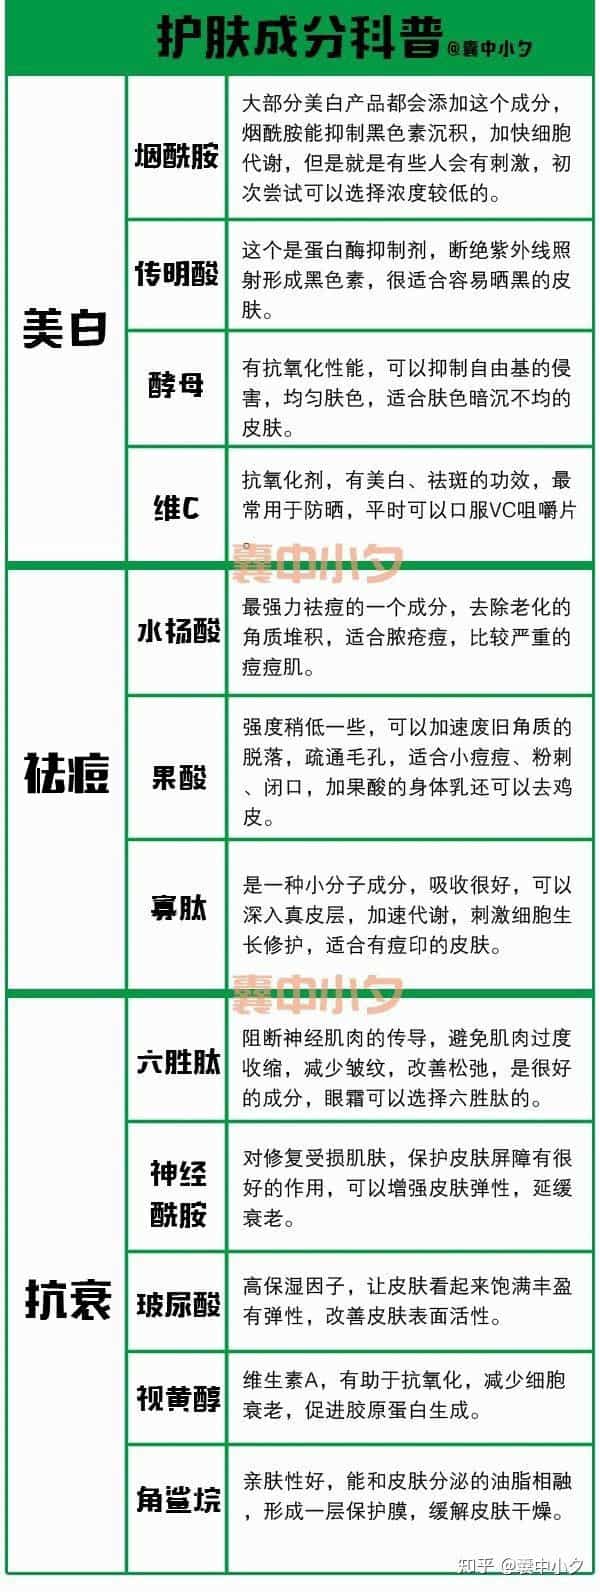 护肤成分科普@囊中小夕
美白
烟酰胺
大部分美白产品都会添加这个成分，
烟酰胺能抑制黑色素沉积，加快细胞
代谢，但是就是有些人会有刺激，初
次尝试可以选择浓度较低的。
传明酸
这个是蛋白酶抑制剂，断绝紫外线照
射形成黑色素，很适合容易晒黑的皮
肤。
酵母
有抗氧化性能，可以抑制自由基的侵
害，均匀肤色，适合肤色暗沉不均的
皮肤。
维C
抗氧化剂，有美白、祛斑的功效，最
常用于防晒，平时可以口服VC咀嚼片
。
囊中小夕
祛痘
水杨酸
最强力祛痘的一个成分，去除老化的
角质堆积，适合脓疮痘，比较严重的
痘痘肌。
果酸
强度稍低一些，可以加速废旧角质的
脱落，疏通毛孔，适合小痘痘、粉刺
、闭口，加果酸的身体乳还可以去鸡
皮。
寡肽
是一种小分子成分，吸收很好，可以
深入真皮层，加速代谢，刺激细胞生
长修护，适合有痘印的皮肤。
囊中小夕
抗衰
六胜肽
阻断神经肌肉的传导，避免肌肉过度
收缩，减少皱纹，改善松弛，是很好
的成分，眼霜可以选择六胜肽的。
神经
酰胺
对修复受损肌肤，保护皮肤屏障有很
好的作用，可以增强皮肤弹性，延缓
衰老。
玻尿酸
高保湿因子，让皮肤看起来饱满丰盈
有弹性，改善皮肤表面活性。
视黄醇
维生素A，有助于抗氧化，减少细胞
衰老，促进胶原蛋白生成。
角鲨烷
亲肤性好，能和皮肤分泌的油脂相融
，形成一层保护膜，缓解皮肤干燥。
知乎 @囊中小夕